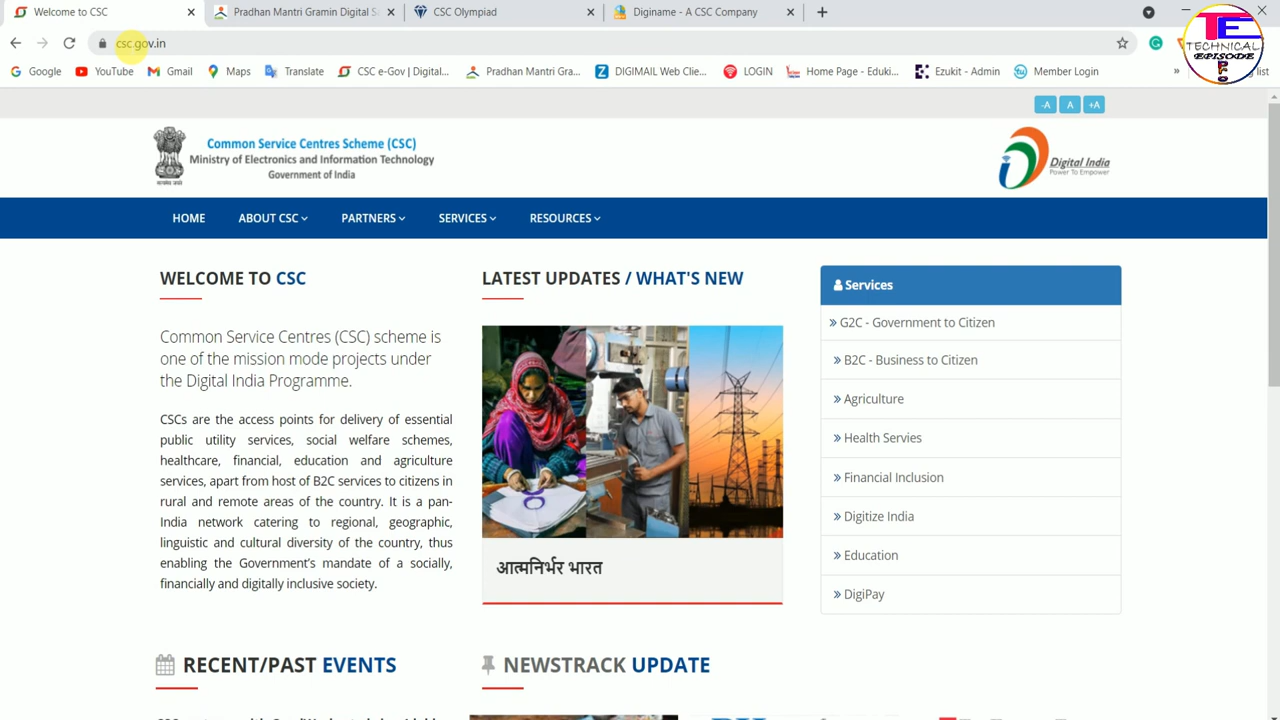 Welcome to CSC
Pradhan Mantri Gramin Digital Sa
CSC Olympiad
Diginame - A CSC Company
csc.gov.in
Google
YouTube
Gmail
Maps
Translate
CSC e-Gov | Digital...
Pradhan Mantri Gra...
DIGIMAIL Web Clie...
LOGIN
Home Page - Eduki...
Ezukit - Admin
Member Login
list
TE
TECHNICAL
EPISODE
-A
A
+A
Common Service Centres Scheme (CSC)
Ministry of Electronics and Information Technology
Government of India
Digital India
Power To Empower
HOME
ABOUT CSC
PARTNERS
SERVICES
RESOURCES
WELCOME TO CSC
Common Service Centres (CSC) scheme is
one of the mission mode projects under
the Digital India Programme.
CSCs are the access points for delivery of essential
public utility services, social welfare schemes,
healthcare, financial, education and agriculture
services, apart from host of B2C services to citizens in
rural and remote areas of the country. It is a pan-
India network catering to regional, geographic,
linguistic and cultural diversity of the country, thus
enabling the Government's mandate of a socially,
financially and digitally inclusive society.
LATEST UPDATES / WHAT'S NEW
आत्मनिर्भर भारत
Services
G2C - Government to Citizen
B2C - Business to Citizen
Agriculture
Health Servies
Financial Inclusion
Digitize India
Education
DigiPay
RECENT/PAST EVENTS
NEWSTRACK UPDATE